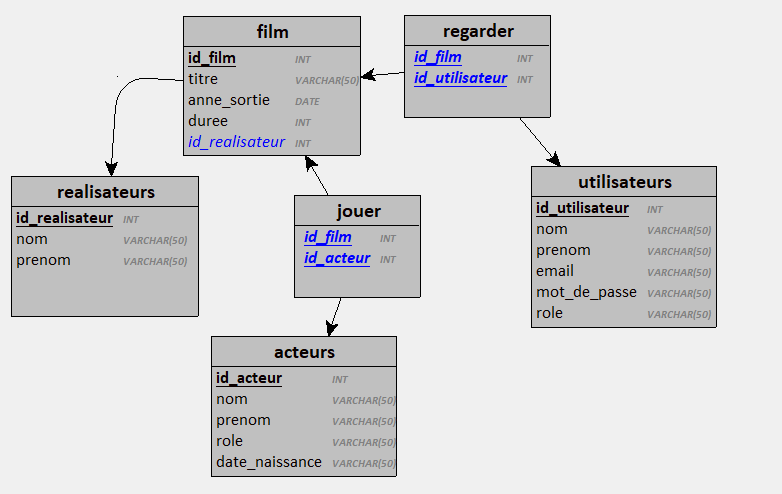 film
id_film INT
titre VARCHAR(50)
anne_sortie DATE
duree INT
id_realisateur INT
regarder
id_film INT
id_utilisateur INT
realisateurs
id_realisateur INT
nom VARCHAR(50)
prenom VARCHAR(50)
jouer
id_film INT
id_acteur INT
utilisateurs
id_utilisateur INT
nom VARCHAR(50)
prenom VARCHAR(50)
email VARCHAR(50)
mot_de_passe VARCHAR(50)
role VARCHAR(50)
acteurs
id_acteur INT
nom VARCHAR(50)
prenom VARCHAR(50)
role VARCHAR(50)
date_naissance VARCHAR(50)